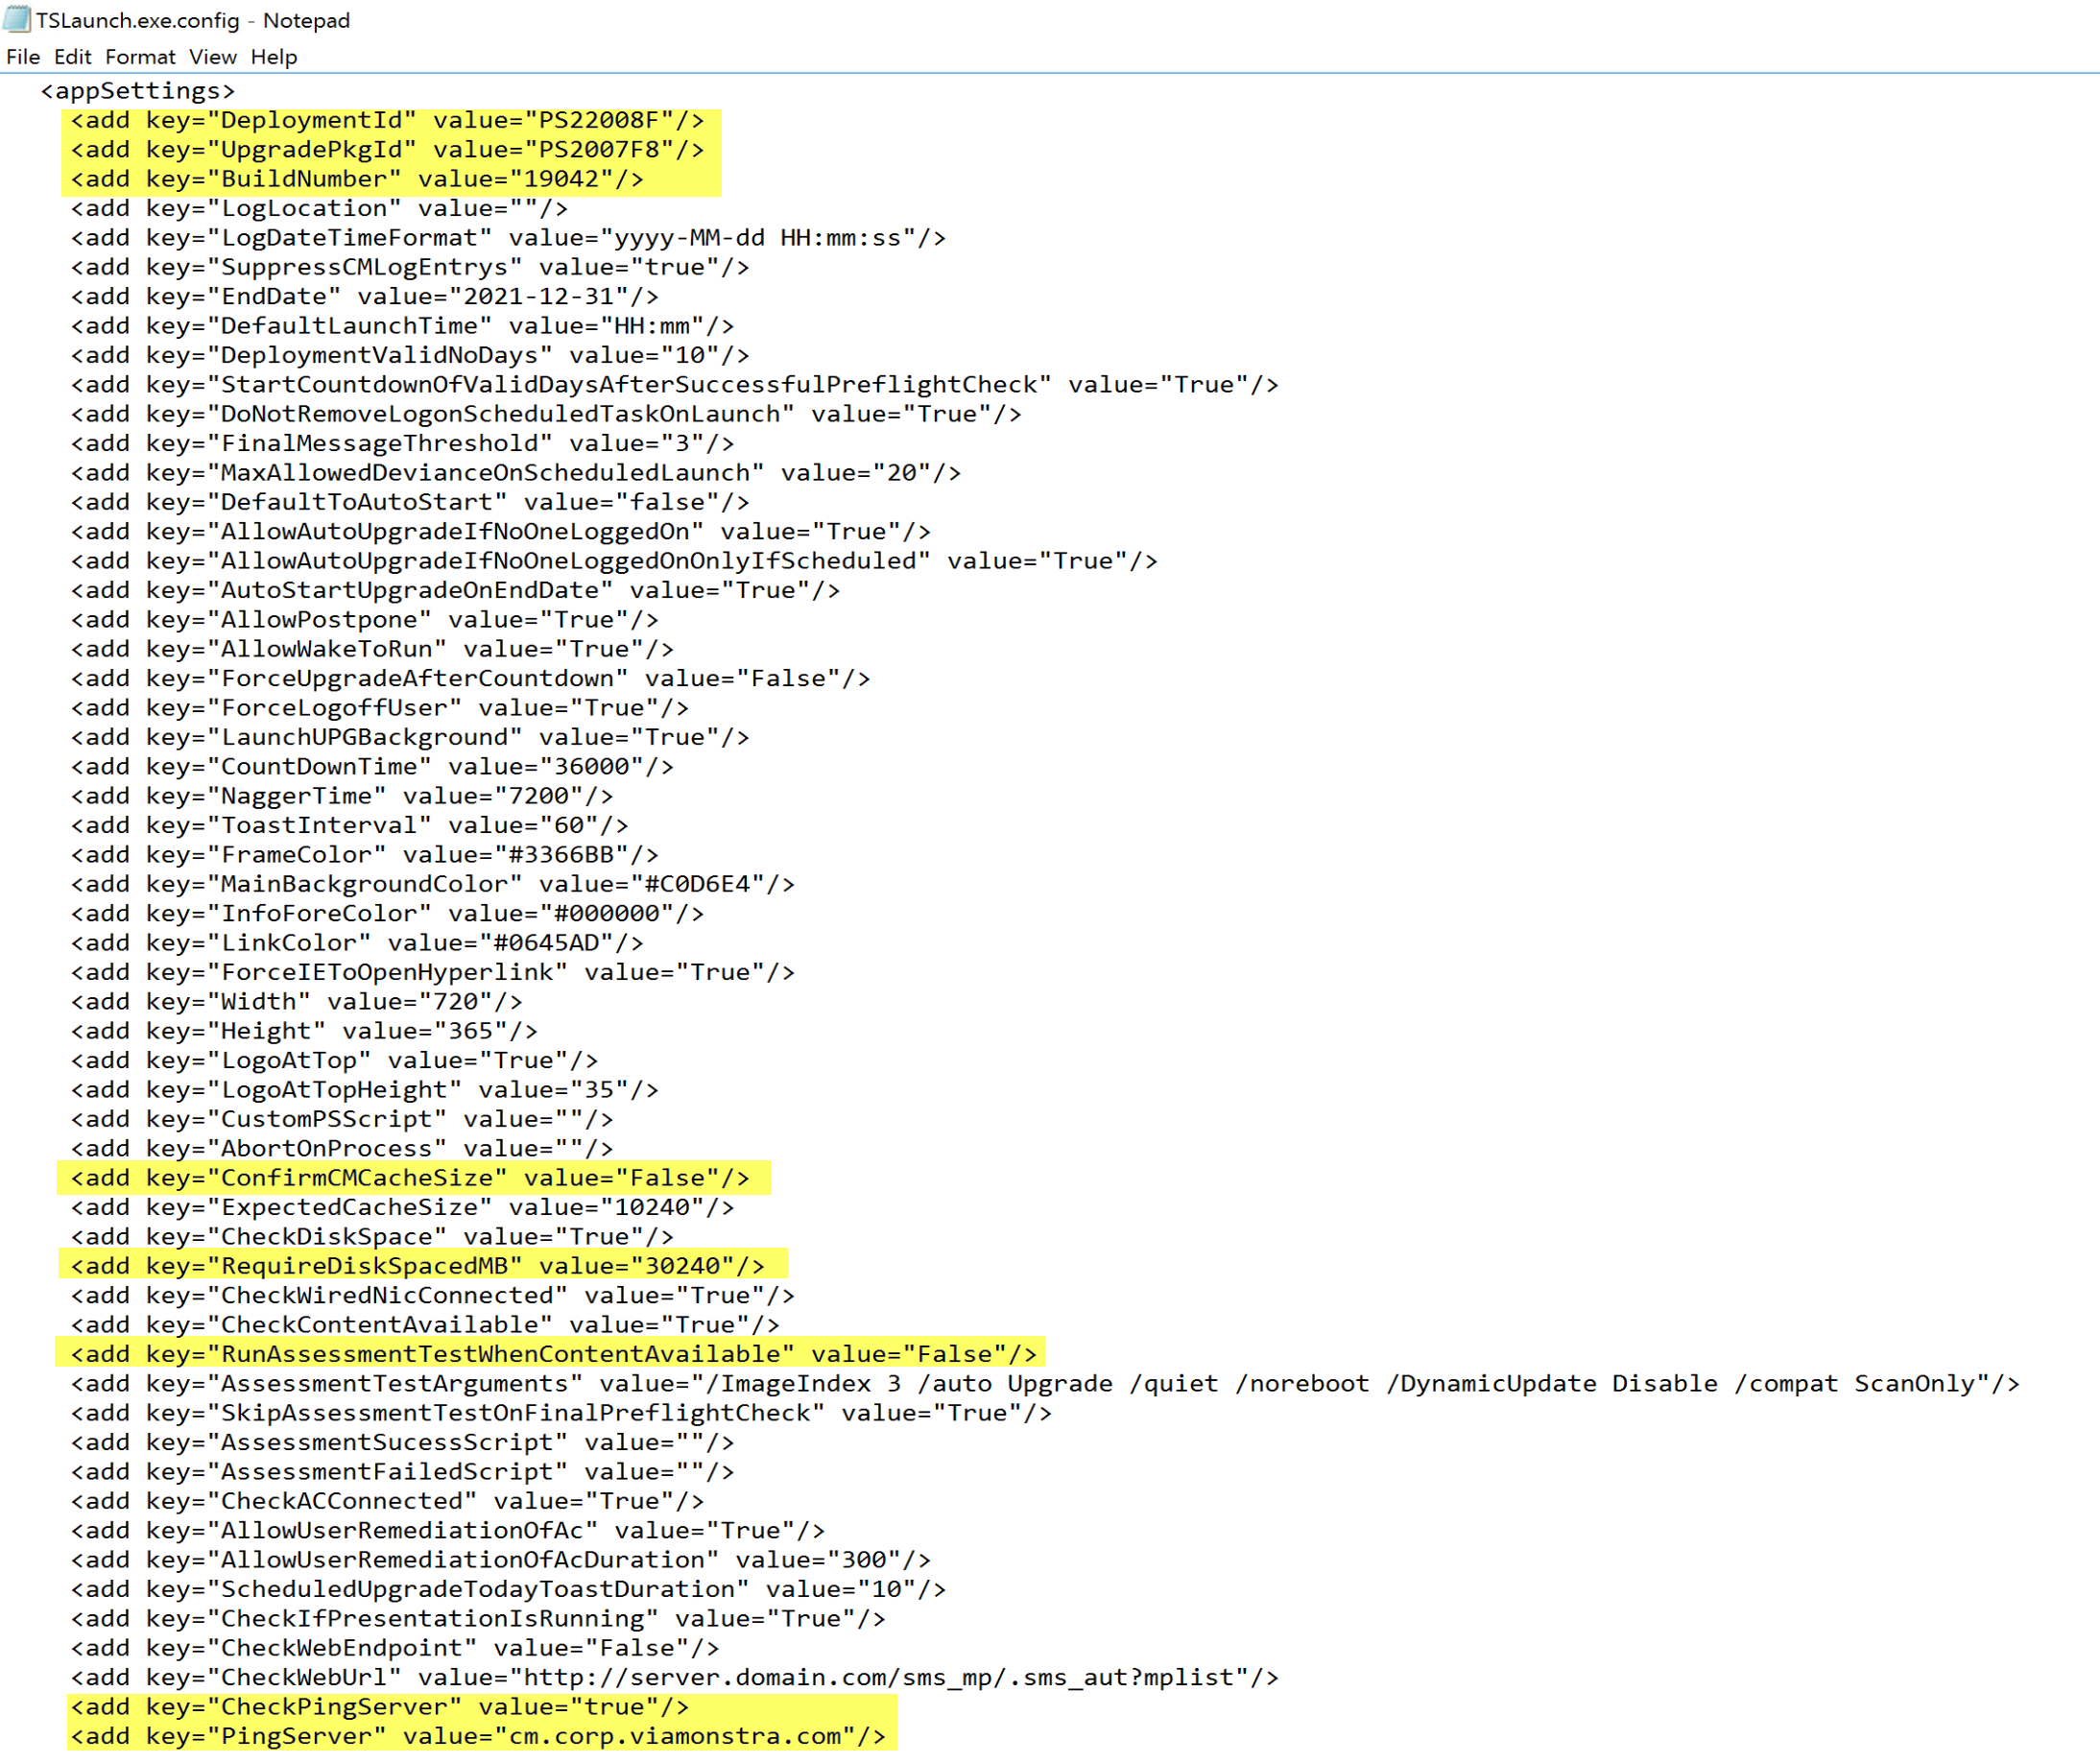 TSLaunch.exe.config - Notepad
File Edit Format View Help
<appSettings>
<add key="DeploymentId" value="PS22008F"/>
<add key="UpgradePkgId" value="PS2007F8"/>
<add key="BuildNumber" value="19042"/>
<add key="LogLocation" value=""/>
<add key="LogDateTimeFormat" value="yyyy-MM-dd HH:mm:ss"/>
<add key="SuppressCMLogEntrys" value="true"/>
<add key="EndDate" value="2021-12-31"/>
<add key="DefaultLaunchTime" value="HH:mm"/>
<add key="DeploymentValidNoDays" value="10"/>
<add key="StartCountdownOfValidDaysAfterSuccessfulPreflightCheck" value="True"/>
<add key="DoNotRemoveLogonScheduledTaskOnLaunch" value="True"/>
<add key="FinalMessageThreshold" value="3"/>
<add key="MaxAllowedDevianceOnScheduledLaunch" value="20"/>
<add key="DefaultToAutoStart" value="false"/>
<add key="AllowAutoUpgradeIfNoOneLoggedOn" value="True"/>
<add key="AllowAutoUpgradeIfNoOneLoggedOnOnlyIfScheduled" value="True"/>
<add key="AutoStartUpgradeOnEndDate" value="True"/>
<add key="AllowPostpone" value="True"/>
<add key="AllowWakeToRun" value="True"/>
<add key="ForceUpgradeAfterCountdown" value="False"/>
<add key="ForceLogoffUser" value="True"/>
<add key="LaunchUPGBackground" value="True"/>
<add key="CountDownTime" value="36000"/>
<add key="NaggerTime" value="7200"/>
<add key="ToastInterval" value="60"/>
<add key="FrameColor" value="#3366BB"/>
<add key="MainBackgroundColor" value="#C0D6E4"/>
<add key="InfoForeColor" value="#000000"/>
<add key="LinkColor" value="#0645AD"/>
<add key="ForceIEToOpenHyperlink" value="True"/>
<add key="Width" value="720"/>
<add key="Height" value="365"/>
<add key="LogoAtTop" value="True"/>
<add key="LogoAtTopHeight" value="35"/>
<add key="CustomPSScript" value=""/>
<add key="AbortOnProcess" value=""/>
<add key="ConfirmCMCacheSize" value="False"/>
<add key="ExpectedCacheSize" value="10240"/>
<add key="CheckDiskSpace" value="True"/>
<add key="RequireDiskSpacedMB" value="30240"/>
<add key="CheckWiredNicConnected" value="True"/>
<add key="CheckContentAvailable" value="True"/>
<add key="RunAssessmentTestWhenContentAvailable" value="False"/>
<add key="AssessmentTestArguments" value="/ImageIndex 3 /auto Upgrade /quiet /noreboot /DynamicUpdate Disable /compat ScanOnly"/>
<add key="SkipAssessmentTestOnFinalPreflightCheck" value="True"/>
<add key="AssessmentSucessScript" value=""/>
<add key="AssessmentFailedScript" value=""/>
<add key="CheckACConnected" value="True"/>
<add key="AllowUserRemediationOfAc" value="True"/>
<add key="AllowUserRemediationOfAcDuration" value="300"/>
<add key="ScheduledUpgradeTodayToastDuration" value="10"/>
<add key="CheckIfPresentationIsRunning" value="True"/>
<add key="CheckWebEndpoint" value="False"/>
<add key="CheckWebUrl" value="http://server.domain.com/sms_mp/.sms_aut?mplist"/>
<add key="CheckPingServer" value="true"/>
<add key="PingServer" value="cm.corp.viamonstra.com"/>